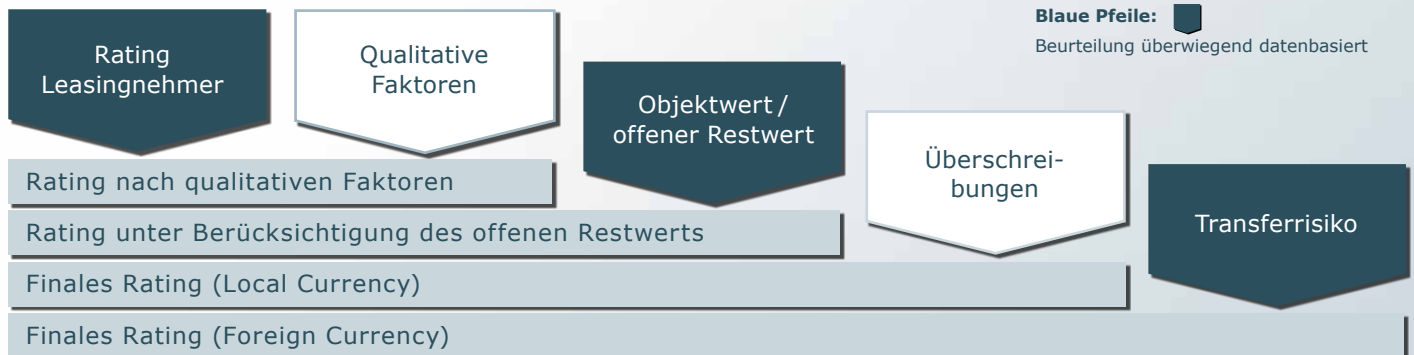 Blaue Pfeile:
Beurteilung überwiegend datenbasiert
Rating
Leasingnehmer
Qualitative
Faktoren
Objektwert /
offener Restwert
Überschrei-
bungen
Transferrisiko
Rating nach qualitativen Faktoren
Rating unter Berücksichtigung des offenen Restwerts
Finales Rating (Local Currency)
Finales Rating (Foreign Currency)